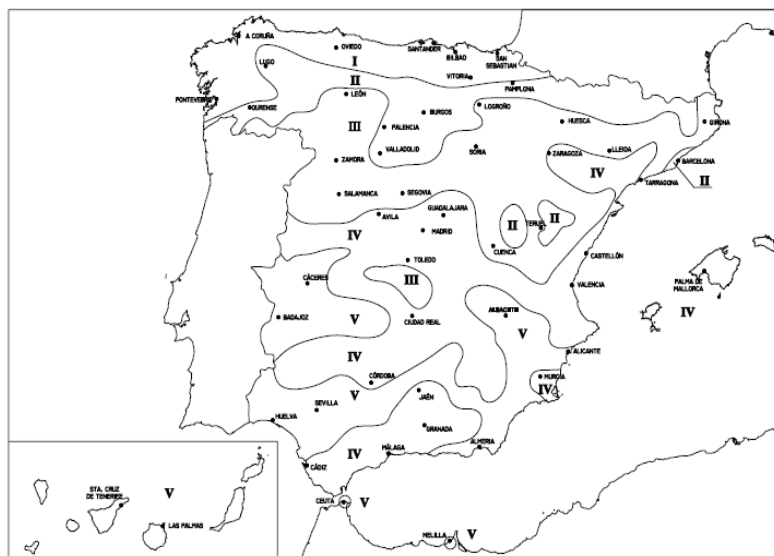 A CORUÑA
OVIEDO
SANTANDER
BILBAO
SAN
SEBASTIAN
LUGO
I
VITORIA
II
PAMPLONA
PONTEVEDRA
LEÓN
OURENSE
BURGOS
LOGROÑO
HUESCA
GIRONA
III
PALENCIA
VALLADOLID
ZAMORA
SORIA
ZARAGOZA
LLEIDA
BARCELONA
IV
TARRAGONA
II
SALAMANCA
SEGOVIA
AVILA
GUADALAJARA
II
II
TERUEL
IV
MADRID
CUENCA
CASTELLÓN
TOLEDO
CÁCERES
III
PALMA DE
MALLORCA
VALENCIA
IV
BADAJOZ
V
CIUDAD REAL
ALBACETE
V
IV
ALICANTE
CÓRDOBA
MURCIA
IV
V
JAÉN
SEVILLA
HUELVA
GRANADA
ALMERIA
IV
MÁLAGA
CÁDIZ
STA. CRUZ
DE TENERIFE
V
LAS PALMAS
CEUTA
V
MELILLA
V